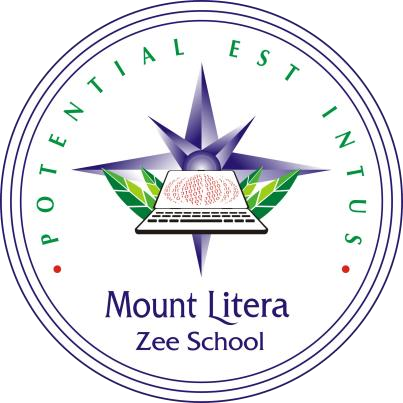 POTENTIAL EST INTUS
Mount Litera
Zee School